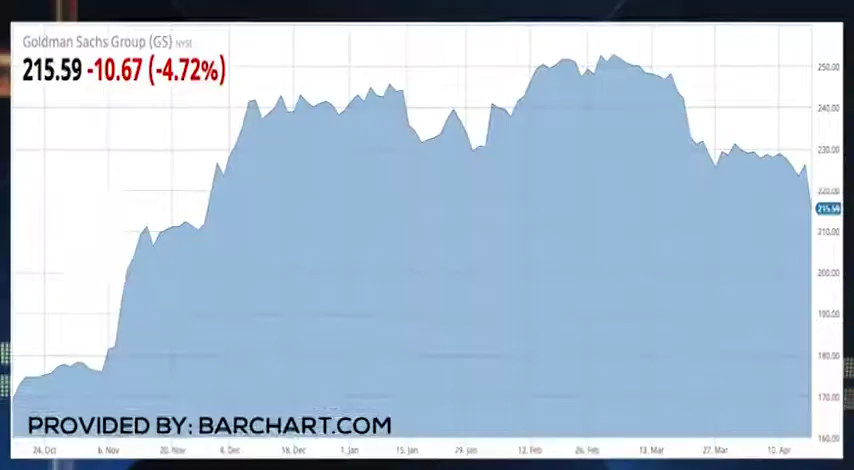 Goldman Sachs Group (GS) NYSE
215.59 -10.67 (-4.72%)
250.00
240.00
230.00
220.00
215.59
210.00
200.00
190.00
180.00
170.00
160.00
PROVIDED BY: BARCHART.COM
24. Oct 6. Nov 20. Nov 6. Dec 18. Dec 1. Jan 15. Jan 29. Jan 12. Feb 26. Feb 13. Mar 27. Mar 10. Apr